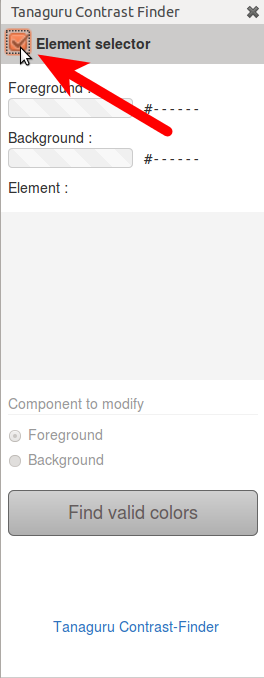 Tanaguru Contrast Finder
Element selector
Foreground :
#------
Background :
#------
Element :
Component to modify
Foreground
Background
Find valid colors
Tanaguru Contrast-Finder